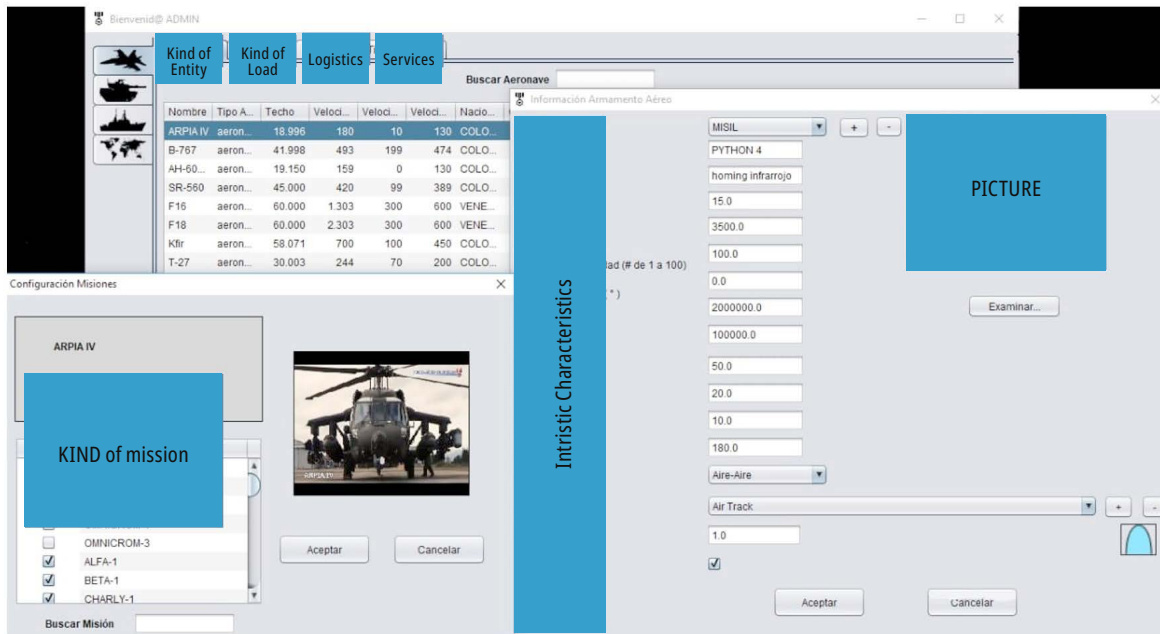 Bienvenid@ ADMIN
Kind of
Entity
Kind of
Load
Logistics
Services
Buscar Aeronave
Nombre Tipo A... Techo Veloci... Veloci... Veloci... Nacio...
ARPIA IV aeron... 18.996 180 10 130 COLO...
B-767 aeron... 41.998 493 199 474 COLO...
AH-60... aeron... 19.150 159 0 130 COLO...
SR-560 aeron... 45.000 420 99 389 COLO...
F16 aeron... 60.000 1.303 300 600 VENE...
F18 aeron... 60.000 2.303 300 600 VENE...
Kfir aeron... 58.071 700 100 450 COLO...
T-27 aeron... 30.003 244 70 200 COLO...
Configuración Misiones
ARPIA IV
KIND of mission
OMNICROM-3
ALFA-1
BETA-1
CHARLY-1
Buscar Misión
ARPIA IV
Aceptar
Cancelar
Información Armamento Aéreo
Intristic Characteristics
MISIL
+ -
PYTHON 4
homing infrarrojo
15.0
3500.0
100.0
dad (# de 1 a 100)
0.0
( * )
2000000.0
100000.0
50.0
20.0
10.0
180.0
Aire-Aire
Air Track
+ -
1.0
PICTURE
Examinar...
Aceptar
Cancelar